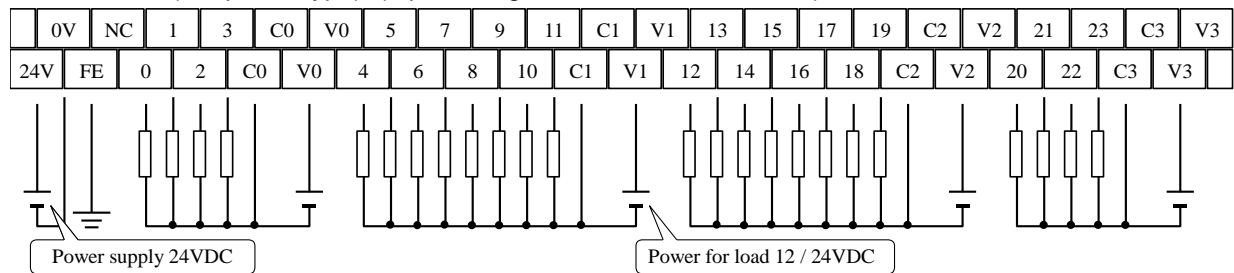 0V NC 1 3 C0 V0 5 7 9 11 C1 V1 13 15 17 19 C2 V2 21 23 C3 V3
24V FE 0 2 C0 V0 4 6 8 10 C1 V1 12 14 16 18 C2 V2 20 22 C3 V3
Power supply 24VDC
Power for load 12 / 24VDC